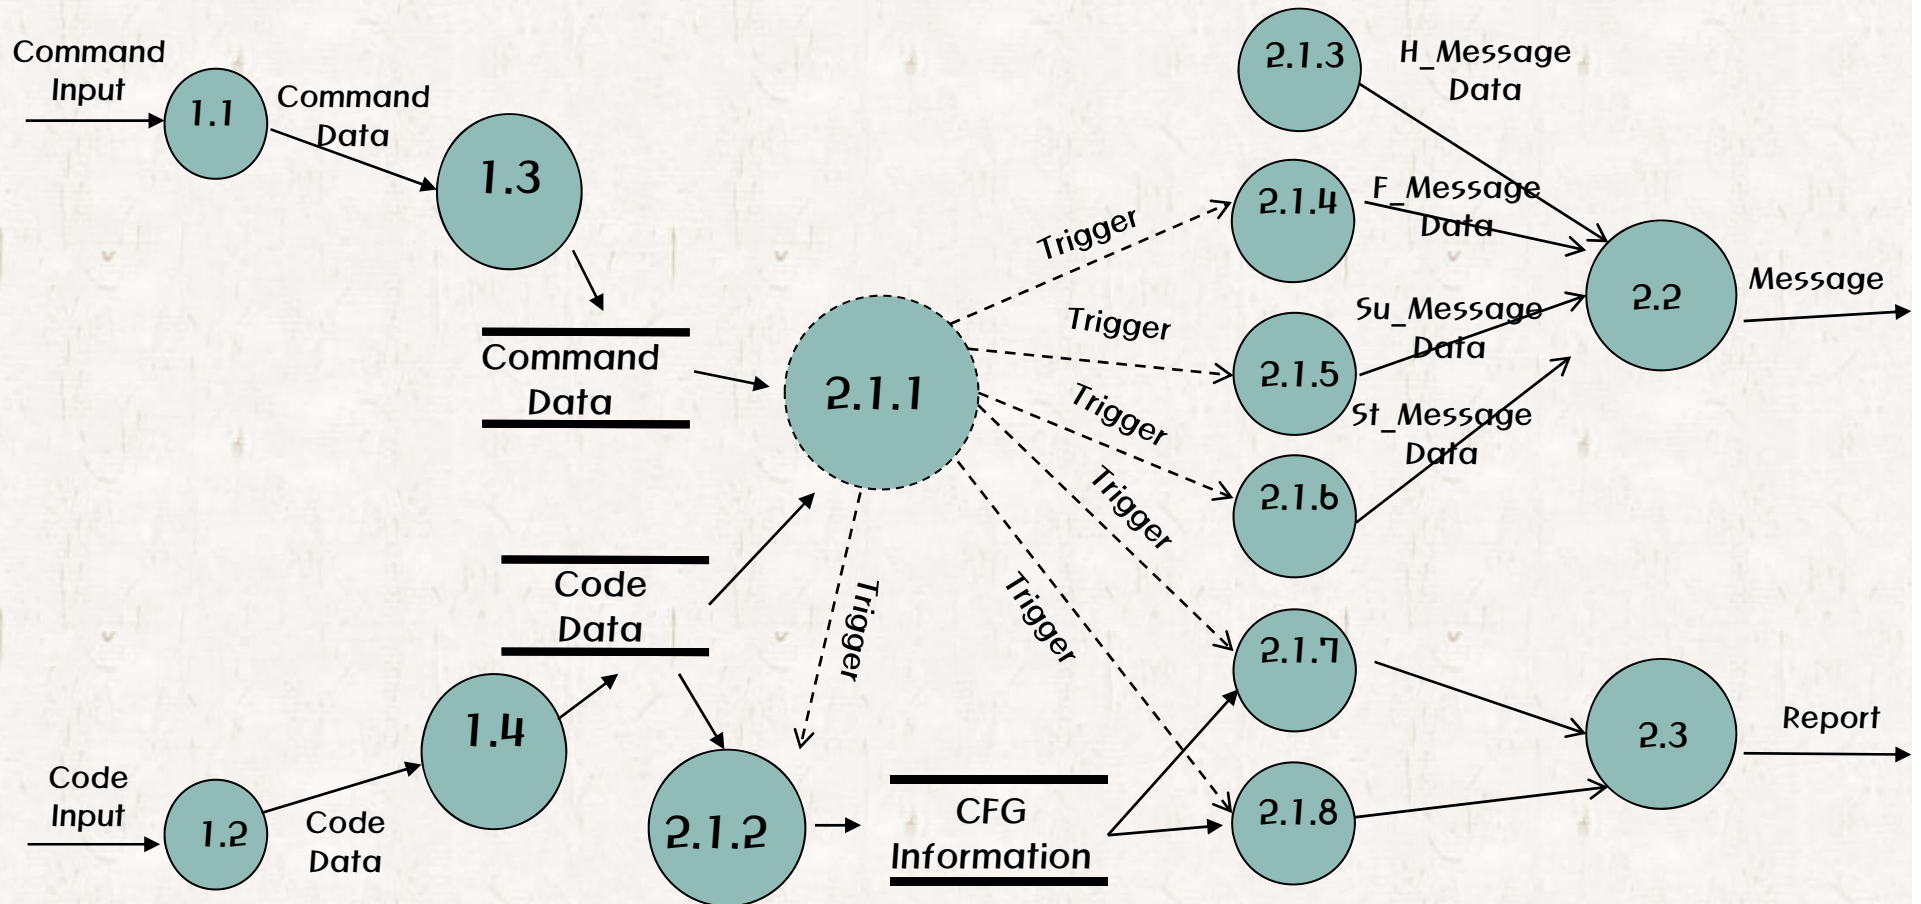 Command
Input
1.1
Command
Data
1.3
Command
Data
Code
Input
1.2
Code
Data
1.4
Code
Data
2.1.1
2.1.2
Trigger
Trigger
Trigger
Trigger
Trigger
Trigger
CFG
Information
2.1.3
2.1.4
2.1.5
2.1.6
2.1.7
2.1.8
H_Message
Data
F_Message
Data
Su_Message
Data
St_Message
Data
2.2
Message
2.3
Report